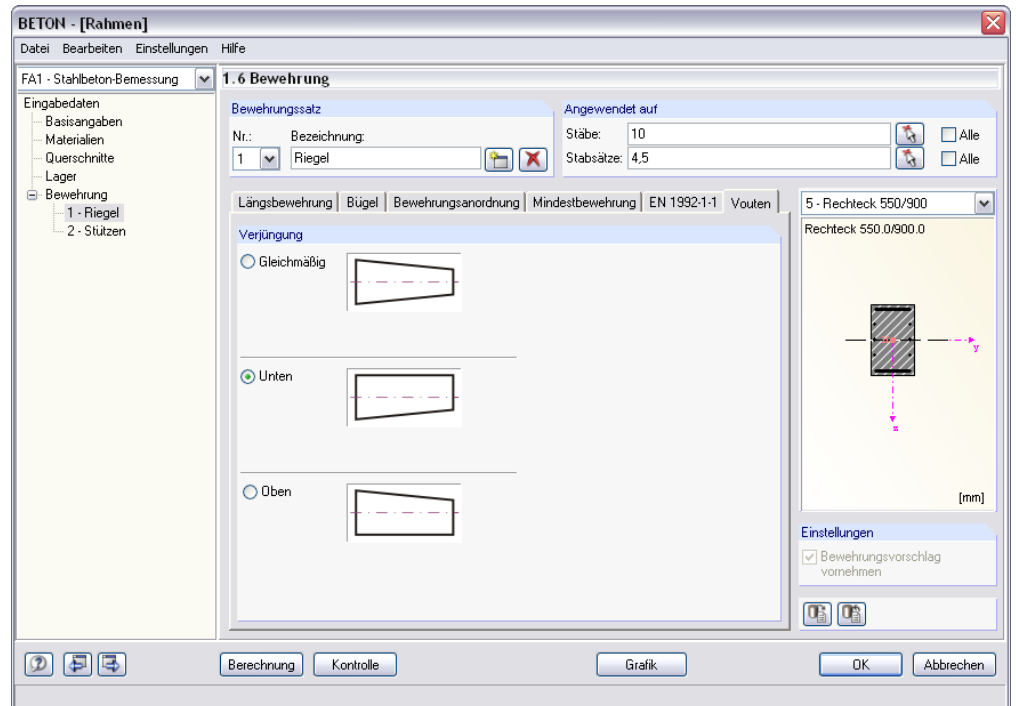 BETON - [Rahmen]
Datei Bearbeiten Einstellungen Hilfe
FA1 - Stahlbeton-Bemessung
Eingabedaten
Basisangaben
Materialien
Querschnitte
Lager
Bewehrung
1 - Riegel
2 - Stützen
1.6 Bewehrung
Bewehrungssatz
Nr.: Bezeichnung:
1 Riegel
Angewendet auf
Stäbe: 10 Alle
Stabsätze: 4,5 Alle
Längsbewehrung Bügel Bewehrungsanordnung Mindestbewehrung EN 1992-1-1 Vouten
Verjüngung
Gleichmäßig
Unten
Oben
5 - Rechteck 550/900
Rechteck 550.0/900.0
y
z
[mm]
Einstellungen
Bewehrungsvorschlag
vornehmen
Berechnung Kontrolle Grafik OK Abbrechen